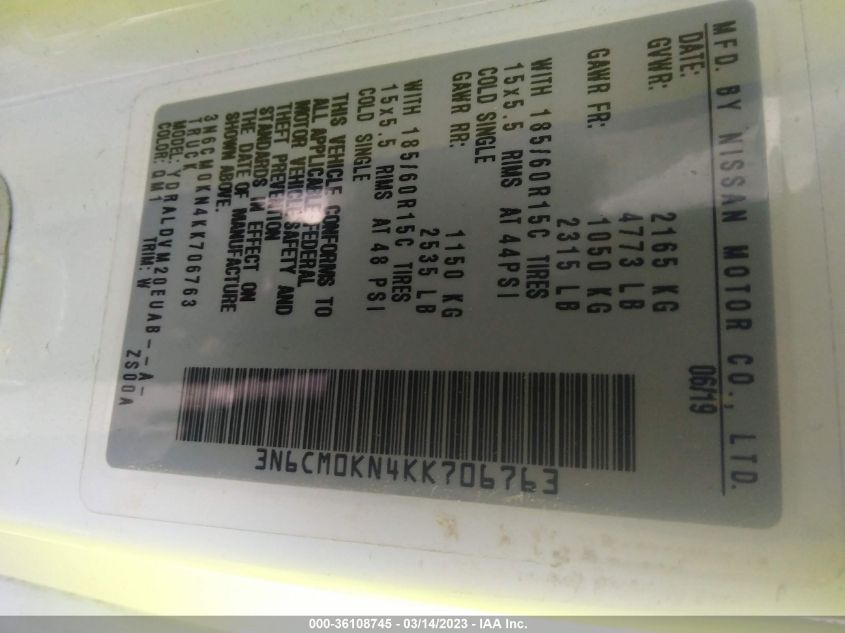 MFD. BY NISSAN MOTOR CO., LTD.
DATE: 06/19
GVWR: 2165 KG
4773 LB
GAWR FR: 1050 KG
2315 LB
WITH 185/60R15C TIRES
15x5.5 RIMS AT 44PSI
COLD SINGLE
GAWR RR: 1150 KG
2535 LB
WITH 185/60R15C TIRES
15x5.5 RIMS AT 48 PSI
COLD SINGLE
THIS VEHICLE CONFORMS TO
ALL APPLICABLE FEDERAL
MOTOR VEHICLE SAFETY AND
THEFT PREVENTION
STANDARDS IN EFFECT ON
THE DATE OF MANUFACTURE
SHOWN ABOVE.
3N6CM0KN4KK706763
TRUCK
MODEL: YDRALDVM20EUAB--A-
COLOR: QM1 TRIM: W ZS00A
3N6CM0KN4KK706763
000-36108745 - 03/14/2023 - IAA Inc.